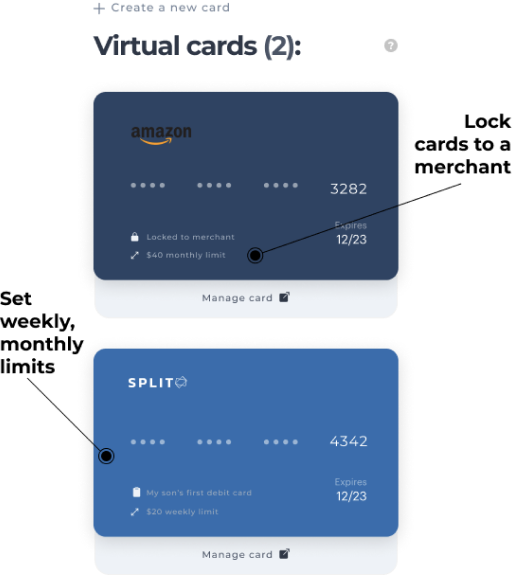 + Create a new card
Virtual cards (2):
?
amazon
Lock
cards to a
merchant
•••• •••• •••• 3282
Expires
12/23
Locked to merchant
$40 monthly limit
Manage card
Set
weekly,
monthly
limits
SPLIT
•••• •••• •••• 4342
Expires
12/23
My son's first debit card
$20 weekly limit
Manage card